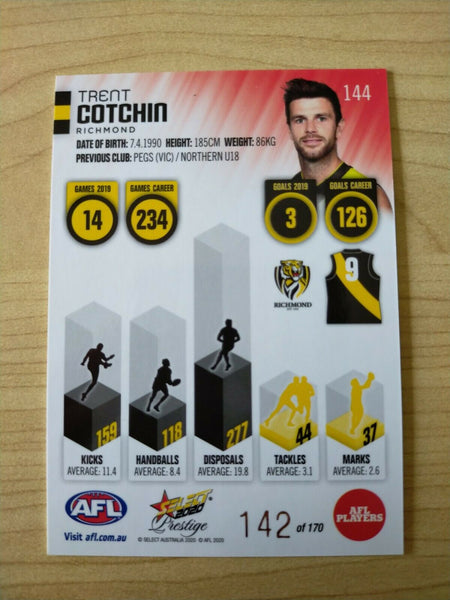 TRENT
COTCHIN
RICHMOND
144
DATE OF BIRTH: 7.4.1990 HEIGHT: 185CM WEIGHT: 86KG
PREVIOUS CLUB: PEGS (VIC) / NORTHERN U18
GAMES 2019
14
GAMES CAREER
234
GOALS 2019
3
GOALS CAREER
126
RICHMOND
9
159
KICKS
AVERAGE: 11.4
118
HANDBALLS
AVERAGE: 8.4
277
DISPOSALS
AVERAGE: 19.8
44
TACKLES
AVERAGE: 3.1
37
MARKS
AVERAGE: 2.6
AFL
Visit afl.com.au
SELECT
2020
Prestige
© SELECT AUSTRALIA 2020 © AFL 2020
142 of 170
AFL
PLAYERS